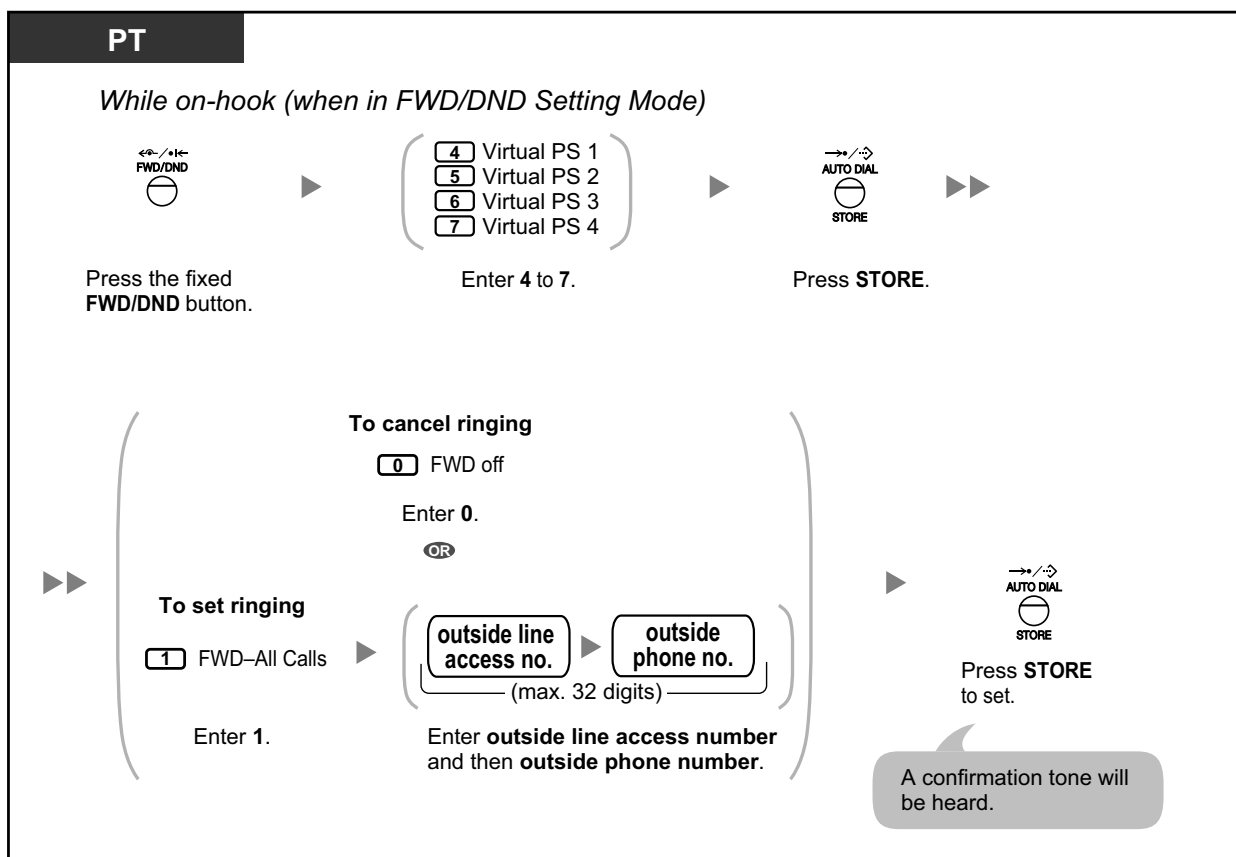 PT
While on-hook (when in FWD/DND Setting Mode)
FWD/DND
Press the fixed
FWD/DND button.
4 Virtual PS 1
5 Virtual PS 2
6 Virtual PS 3
7 Virtual PS 4
Enter 4 to 7.
AUTO DIAL
STORE
Press STORE.
To cancel ringing
0 FWD off
Enter 0.
OR
To set ringing
1 FWD–All Calls
Enter 1.
outside line
access no.
outside
phone no.
(max. 32 digits)
Enter outside line access number
and then outside phone number.
AUTO DIAL
STORE
Press STORE
to set.
A confirmation tone will
be heard.